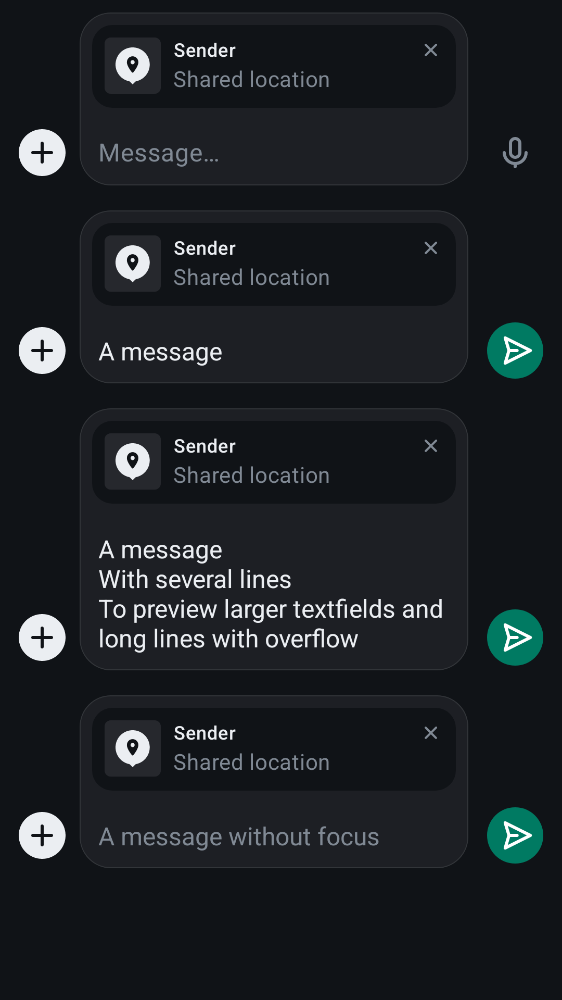 Sender
Shared location
Message…
Sender
Shared location
A message
Sender
Shared location
A message
With several lines
To preview larger textfields and
long lines with overflow
Sender
Shared location
A message without focus